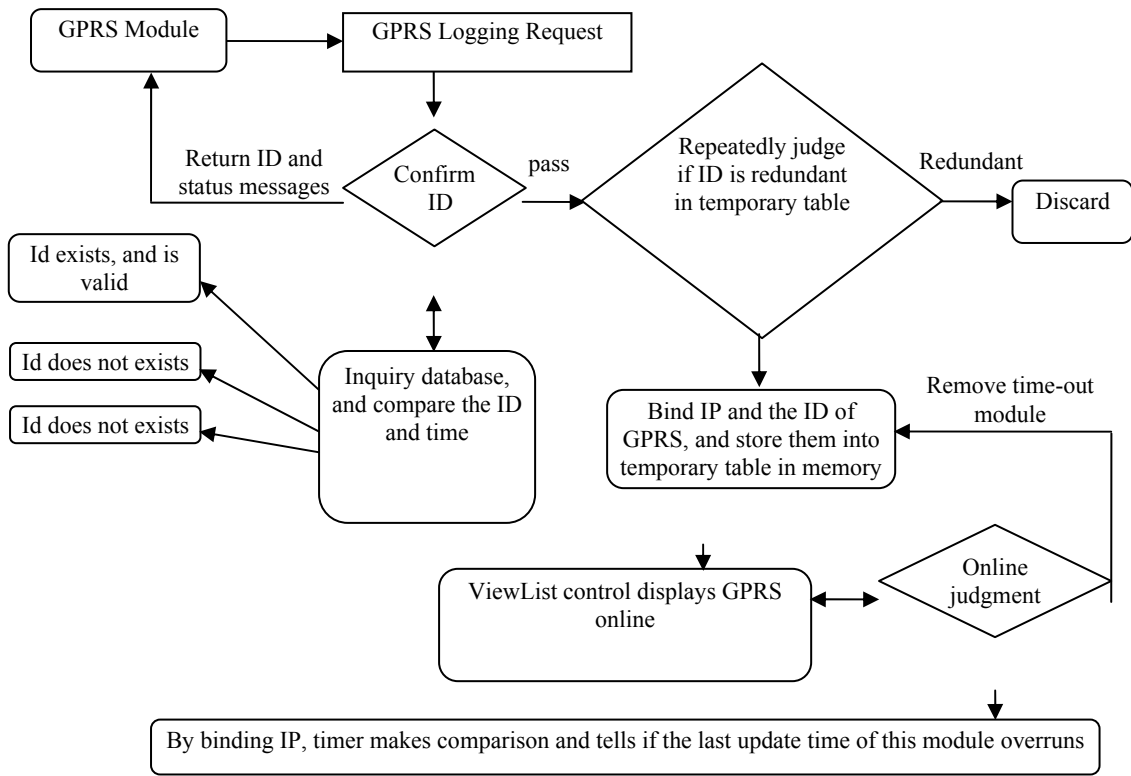 GPRS Module
GPRS Logging Request
Return ID and
status messages
Confirm
ID
pass
Repeatedly judge
if ID is redundant
in temporary table
Redundant
Discard
Id exists, and is
valid
Id does not exists
Id does not exists
Inquiry database,
and compare the ID
and time
Bind IP and the ID of
GPRS, and store them into
temporary table in memory
Remove time-out
module
ViewList control displays GPRS
online
Online
judgment
By binding IP, timer makes comparison and tells if the last update time of this module overruns